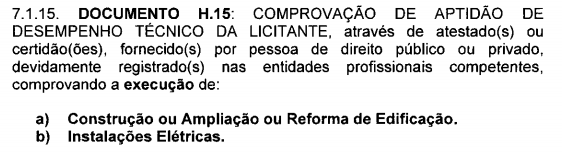 7.1.15. DOCUMENTO H.15: COMPROVAÇÃO DE APTIDÃO DE
DESEMPENHO TÉCNICO DA LICITANTE, através de atestado(s) ou
certidão(ões), fornecido(s) por pessoa de direito público ou privado,
devidamente registrado(s) nas entidades profissionais competentes,
comprovando a execução de:
a) Construção ou Ampliação ou Reforma de Edificação.
b) Instalações Elétricas.